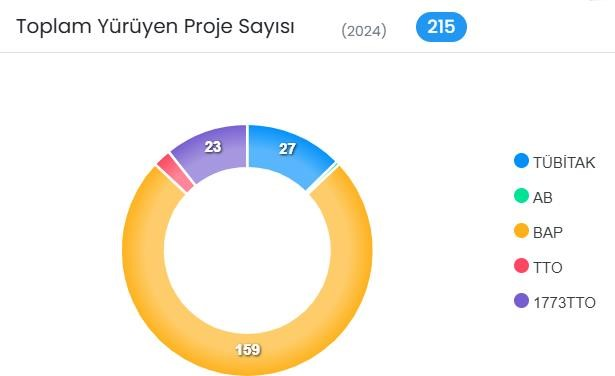 Toplam Yürüyen Proje Sayısı (2024) 215
23
27
159
TÜBİTAK
AB
BAP
TTO
1773TTO